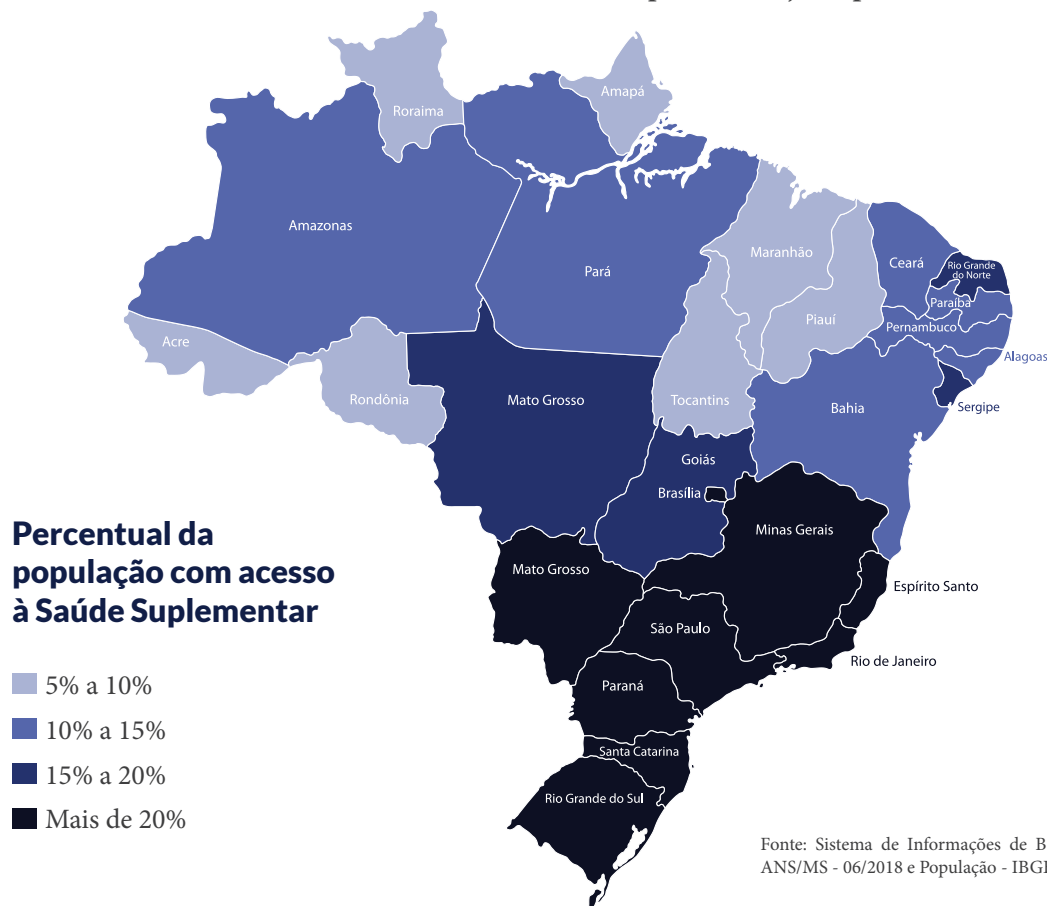 Roraima
Amapá
Amazonas
Pará
Maranhão
Ceará
Rio Grande
do Norte
Paraíba
Piauí
Pernambuco
Alagoas
Acre
Rondônia
Mato Grosso
Tocantins
Bahia
Sergipe
Goiás
Brasília
Minas Gerais
Mato Grosso
Espírito Santo
São Paulo
Rio de Janeiro
Paraná
Santa Catarina
Rio Grande do Sul
Percentual da
população com acesso
à Saúde Suplementar
5% a 10%
10% a 15%
15% a 20%
Mais de 20%
Fonte: Sistema de Informações de B
ANS/MS - 06/2018 e População - IBG